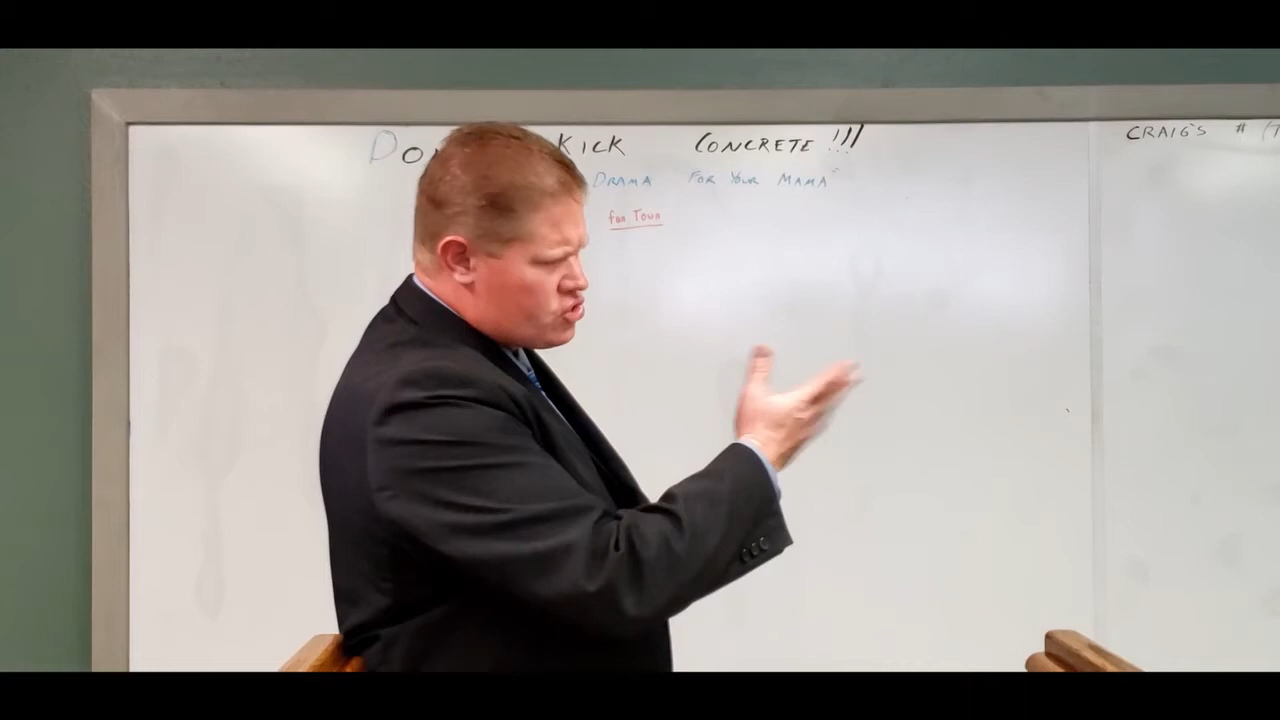 KICK CONCRETE!!!
CRAIG'S # (
DRAMA FOR YOUR MAMA"
for Town